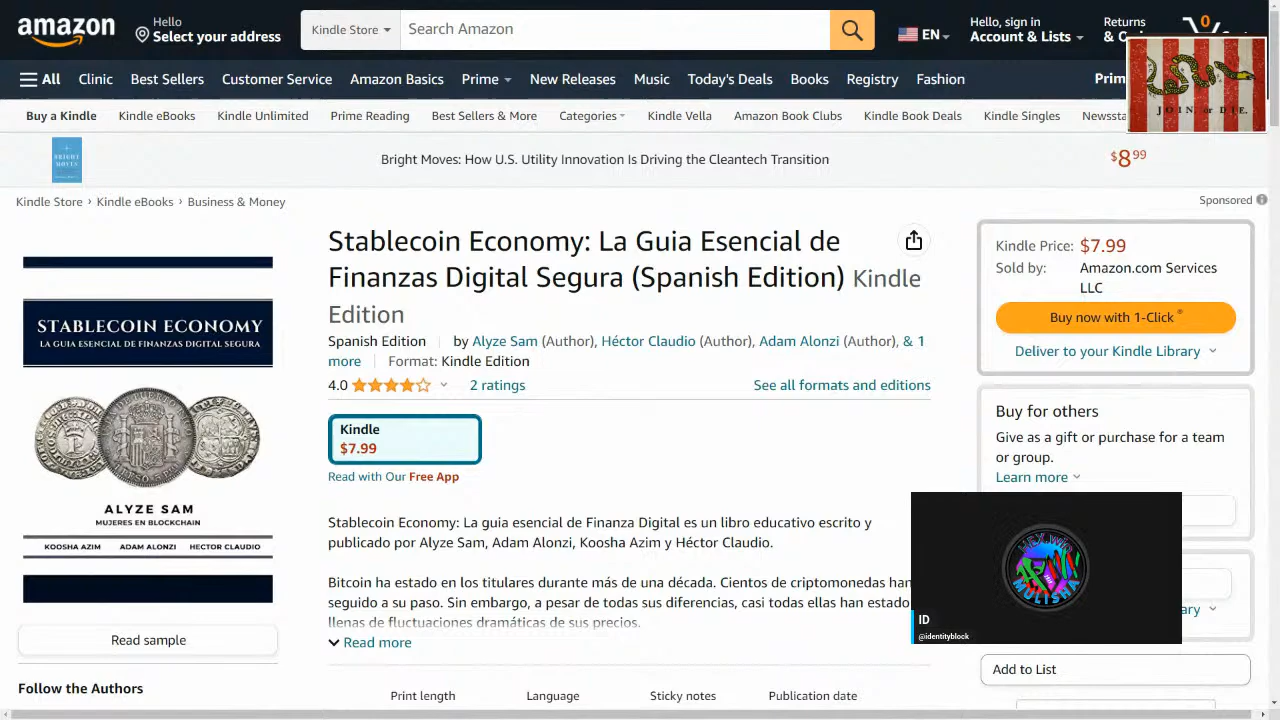 amazon
Hello
Select your address
Kindle Store
Search Amazon
EN
Hello, sign in
Account & Lists
Returns
0
All
Clinic
Best Sellers
Customer Service
Amazon Basics
Prime
New Releases
Music
Today's Deals
Books
Registry
Fashion
JOIN or DIE.
Buy a Kindle
Kindle eBooks
Kindle Unlimited
Prime Reading
Best Sellers & More
Categories
Kindle Vella
Amazon Book Clubs
Kindle Book Deals
Kindle Singles
BRIGHT
MOVES
Bright Moves: How U.S. Utility Innovation Is Driving the Cleantech Transition
$8 99
Sponsored
Kindle Store › Kindle eBooks › Business & Money
STABLECOIN ECONOMY
LA GUIA ESENCIAL DE FINANZAS DIGITAL SEGURA
ALYZE SAM
MUJERES EN BLOCKCHAIN
KOOSHA AZIM ADAM ALONZI HECTOR CLAUDIO
Read sample
Follow the Authors
Stablecoin Economy: La Guia Esencial de
Finanzas Digital Segura (Spanish Edition) Kindle
Edition
Spanish Edition | by Alyze Sam (Author), Héctor Claudio (Author), Adam Alonzi (Author), & 1
more | Format: Kindle Edition
4.0 2 ratings
See all formats and editions
Kindle
$7.99
Read with Our Free App
Stablecoin Economy: La guia esencial de Finanza Digital es un libro educativo escrito y
publicado por Alyze Sam, Adam Alonzi, Koosha Azim y Héctor Claudio.
Bitcoin ha estado en los titulares durante más de una década. Cientos de criptomonedas han
seguido a su paso. Sin embargo, a pesar de todas sus diferencias, casi todas ellas han estado
llenas de fluctuaciones dramáticas de sus precios.
Read more
Print length
Language
Sticky notes
Publication date
Kindle Price: $7.99
Sold by: Amazon.com Services
LLC
Buy now with 1-Click ®
Deliver to your Kindle Library
Buy for others
Give as a gift or purchase for a team
or group.
Learn more
MULISHA
ID
@identityblock
Add to List